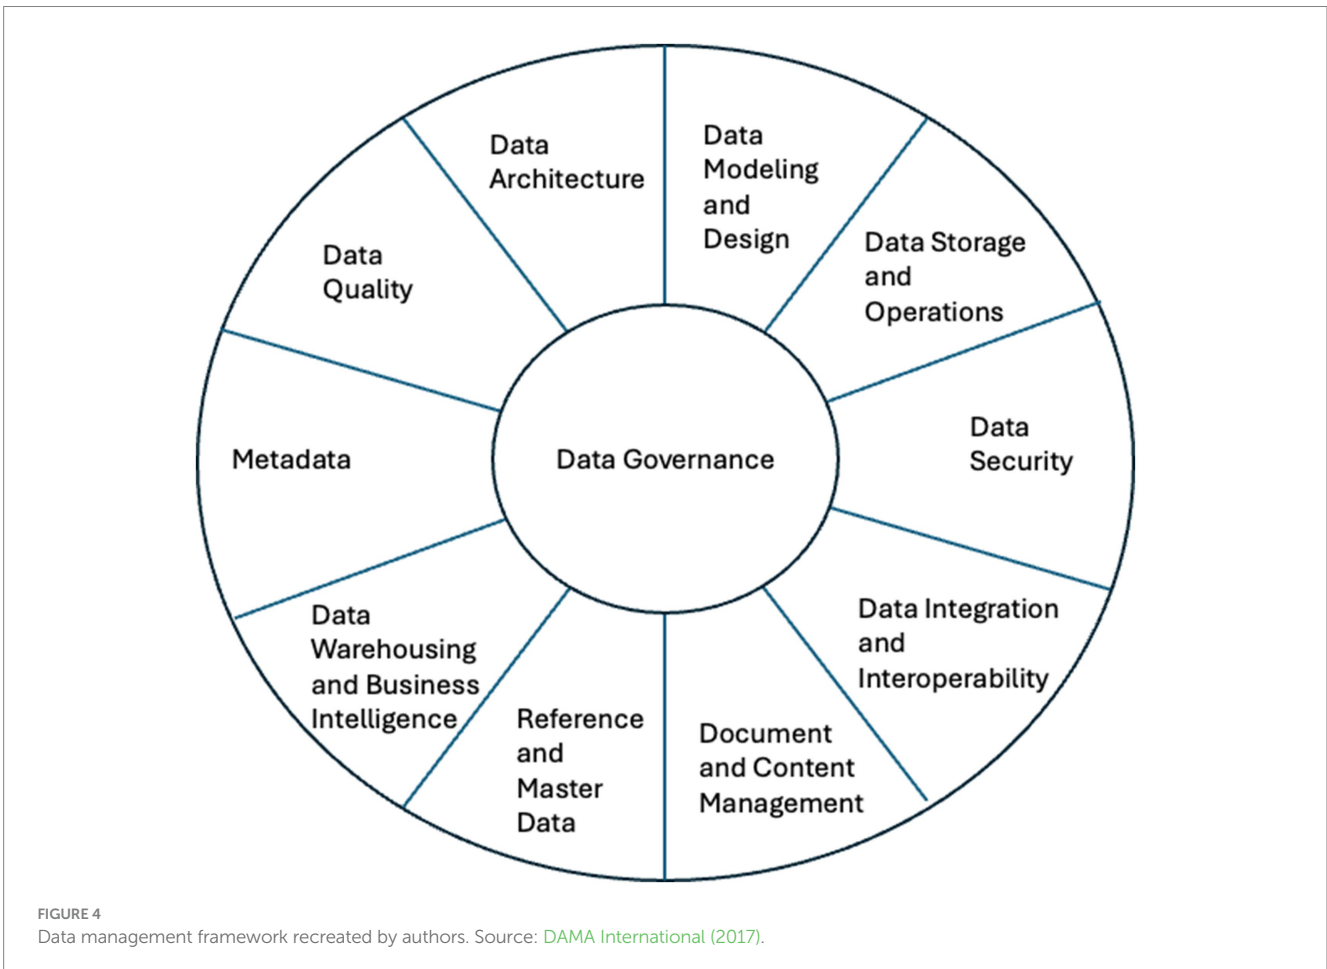 Data
Architecture
Data
Modeling
and
Design
Data Storage
and
Operations
Data
Security
Data Integration
and
Interoperability
Document
and Content
Management
Reference
and
Master
Data
Data
Warehousing
and Business
Intelligence
Metadata
Data
Quality
Data Governance
FIGURE 4
Data management framework recreated by authors. Source: DAMA International (2017).